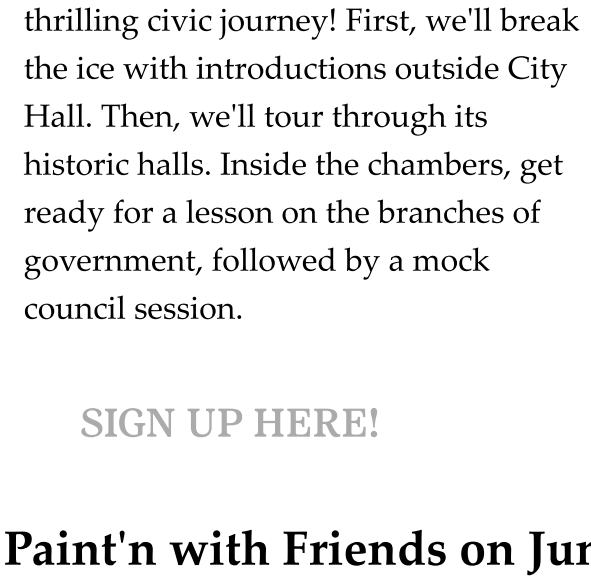 thrilling civic journey! First, we'll break
the ice with introductions outside City
Hall. Then, we'll tour through its
historic halls. Inside the chambers, get
ready for a lesson on the branches of
government, followed by a mock
council session.
SIGN UP HERE!
Paint'n with Friends on